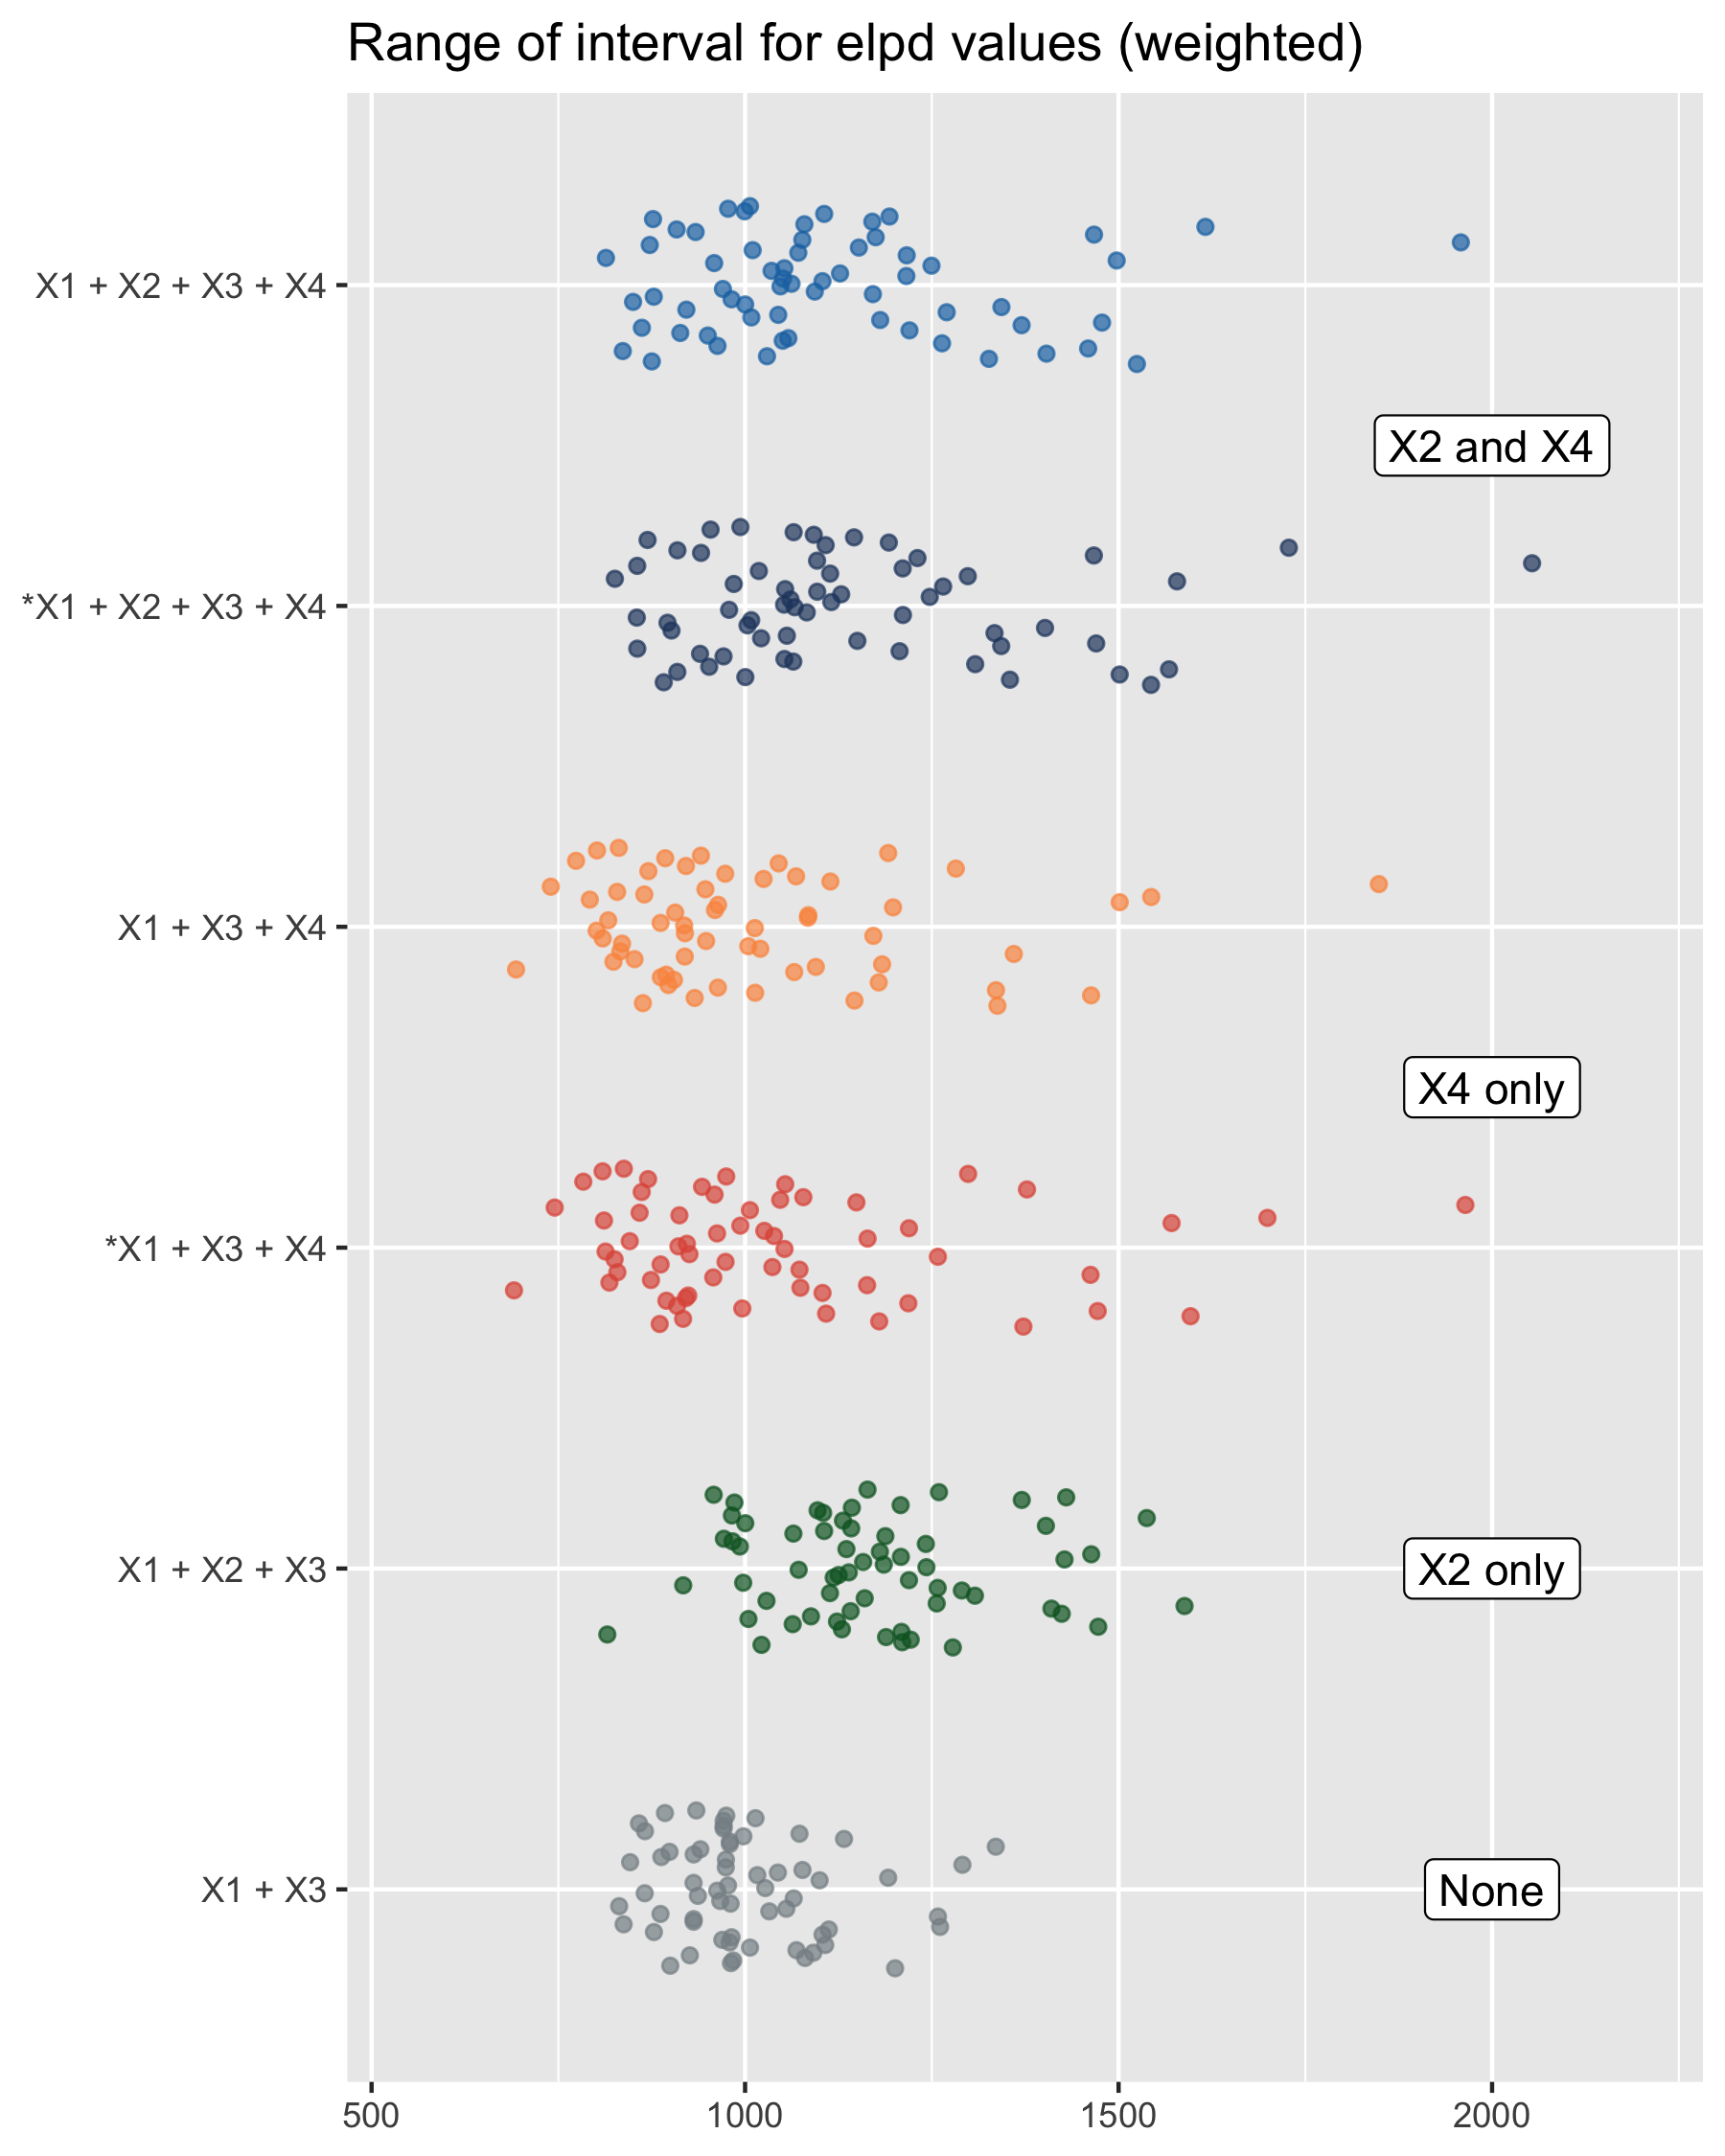 Range of interval for elpd values (weighted)
X1 + X2 + X3 + X4
X2 and X4
*X1 + X2 + X3 + X4
X1 + X3 + X4
X4 only
*X1 + X3 + X4
X1 + X2 + X3
X2 only
X1 + X3
None
500 1000 1500 2000